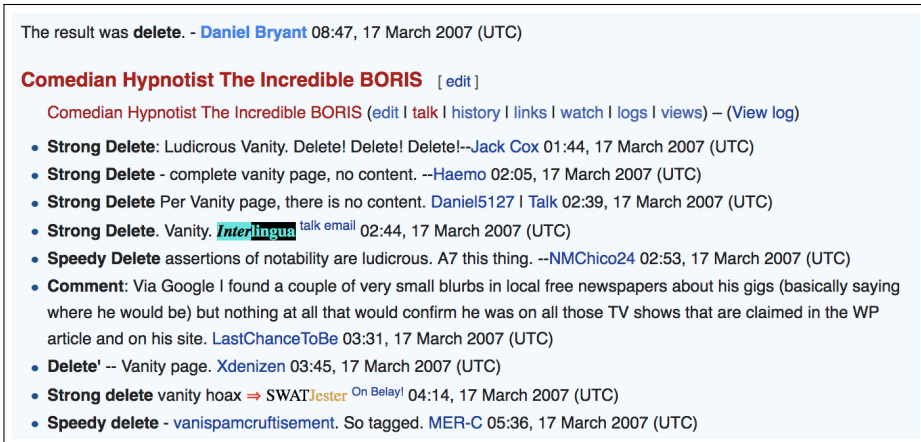 The result was delete. - Daniel Bryant 08:47, 17 March 2007 (UTC)
Comedian Hypnotist The Incredible BORIS [ edit ]
Comedian Hypnotist The Incredible BORIS (edit | talk | history | links | watch | logs | views) – (View log)
• Strong Delete: Ludicrous Vanity. Delete! Delete! Delete!--Jack Cox 01:44, 17 March 2007 (UTC)
• Strong Delete - complete vanity page, no content. --Haemo 02:05, 17 March 2007 (UTC)
• Strong Delete Per Vanity page, there is no content. Daniel5127 | Talk 02:39, 17 March 2007 (UTC)
• Strong Delete. Vanity. Interlingua talk email 02:44, 17 March 2007 (UTC)
• Speedy Delete assertions of notability are ludicrous. A7 this thing. --NMChico24 02:53, 17 March 2007 (UTC)
• Comment: Via Google I found a couple of very small blurbs in local free newspapers about his gigs (basically saying
where he would be) but nothing at all that would confirm he was on all those TV shows that are claimed in the WP
article and on his site. LastChanceToBe 03:31, 17 March 2007 (UTC)
• Delete' -- Vanity page. Xdenizen 03:45, 17 March 2007 (UTC)
• Strong delete vanity hoax ⇒ SWATJester On Belay! 04:14, 17 March 2007 (UTC)
• Speedy delete - vanispamcruftisement. So tagged. MER-C 05:36, 17 March 2007 (UTC)